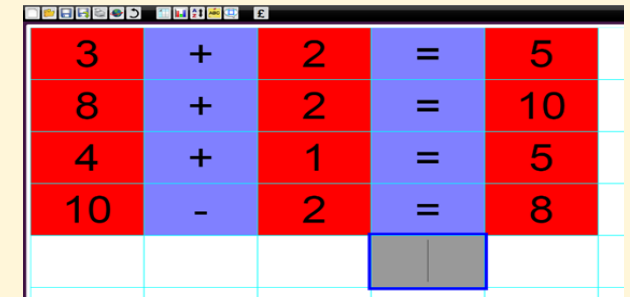 £
3 + 2 = 5
8 + 2 = 10
4 + 1 = 5
10 - 2 = 8